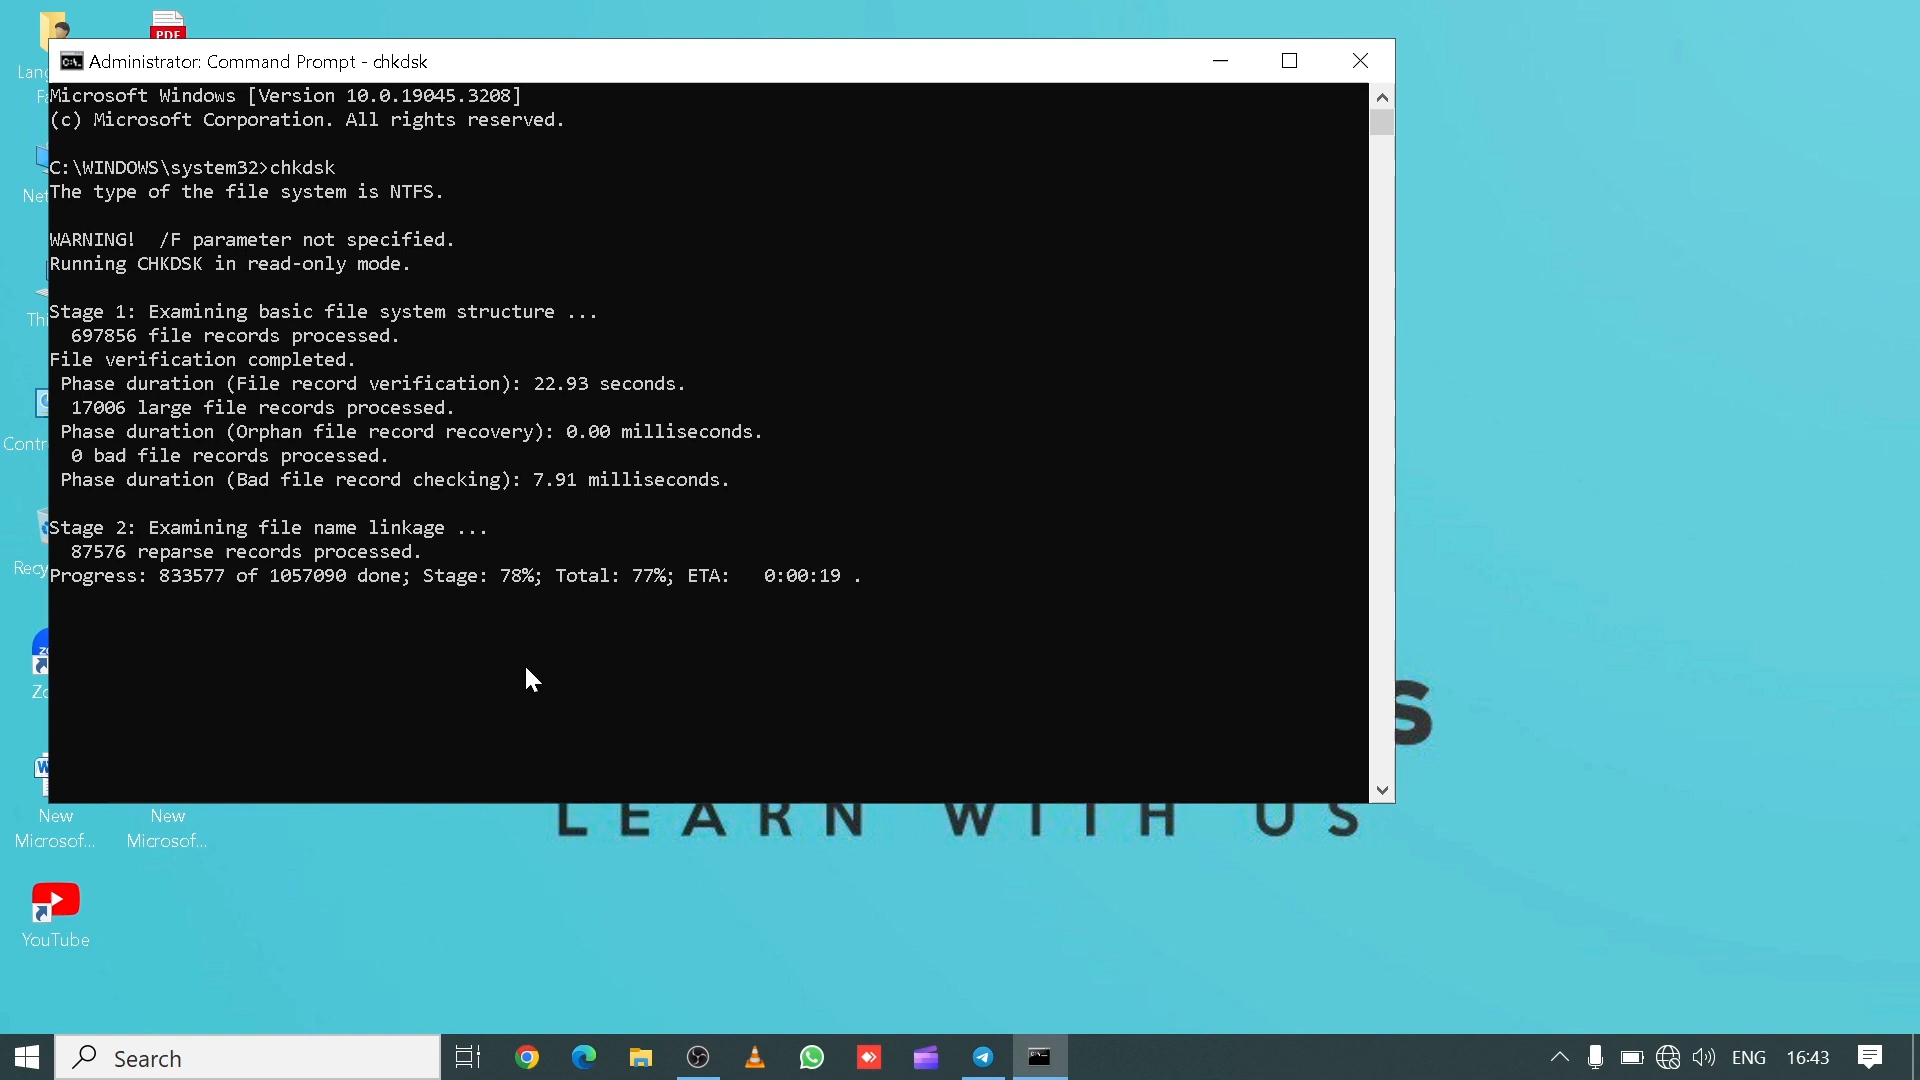 PDF
Administrator: Command Prompt - chkdsk
Microsoft Windows [Version 10.0.19045.3208]
(c) Microsoft Corporation. All rights reserved.
C:\WINDOWS\system32>chkdsk
The type of the file system is NTFS.
WARNING!  /F parameter not specified.
Running CHKDSK in read-only mode.
Stage 1: Examining basic file system structure ...
697856 file records processed.
File verification completed.
Phase duration (File record verification): 22.93 seconds.
17006 large file records processed.
Phase duration (Orphan file record recovery): 0.00 milliseconds.
0 bad file records processed.
Phase duration (Bad file record checking): 7.91 milliseconds.
Stage 2: Examining file name linkage ...
87576 reparse records processed.
Progress: 833577 of 1057090 done; Stage: 78%; Total: 77%; ETA:   0:00:19 .
LEARN WITH US
New
Microsof...
New
Microsof...
YouTube
Search
ENG
16:43